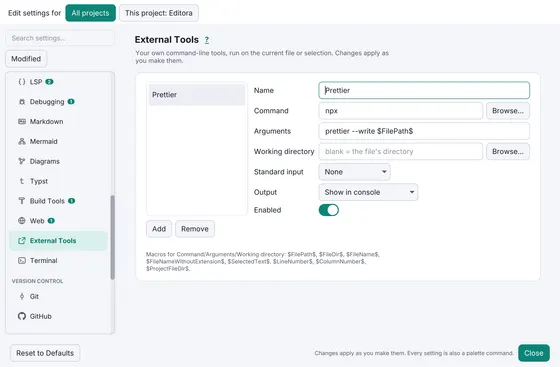 Edit settings for
All projects
This project: Editora
Search settings...
Modified
LSP 2
Debugging 1
Markdown
Mermaid
Diagrams
Typst
Build Tools 1
Web 1
External Tools
Terminal
VERSION CONTROL
Git
GitHub
External Tools ?
Your own command-line tools, run on the current file or selection. Changes apply as
you make them.
Prettier
Add
Remove
Name
Prettier
Command
npx
Browse...
Arguments
prettier --write $FilePath$
Working directory
blank = the file's directory
Browse...
Standard input
None
Output
Show in console
Enabled
Macros for Command/Arguments/Working directory: $FilePath$, $FileDir$, $FileName$,
$FileNameWithoutExtension$, $SelectedText$, $LineNumber$, $ColumnNumber$,
$ProjectFileDir$.
Reset to Defaults
Changes apply as you make them. Every setting is also a palette command.
Close